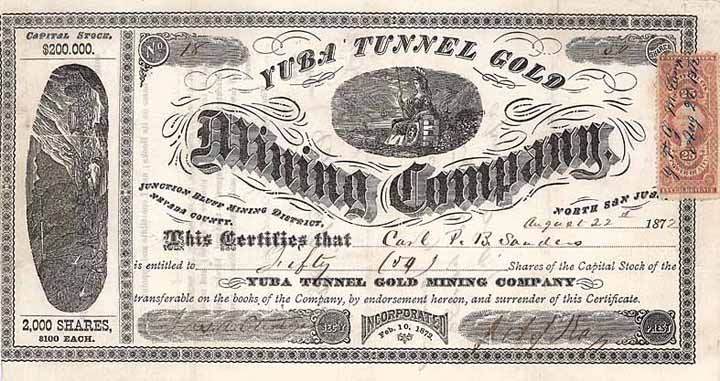 CAPITAL STOCK,
$200.000.
No. 18
50
YUBA TUNNEL GOLD
Mining Company.
JUNCTION BLUFF MINING DISTRICT,
NEVADA COUNTY.
NORTH SAN JUAN
August 22d 1872
This Certifies that Carl P. B. Sanders
is entitled to Fifty (50) Shares of the Capital Stock of the
YUBA TUNNEL GOLD MINING COMPANY
transferable on the books of the Company, by endorsement hereon, and surrender of this Certificate.
2,000 SHARES,
$100 EACH.
SEC'Y
INCORPORATED
Feb. 10, 1872.
PRES'T